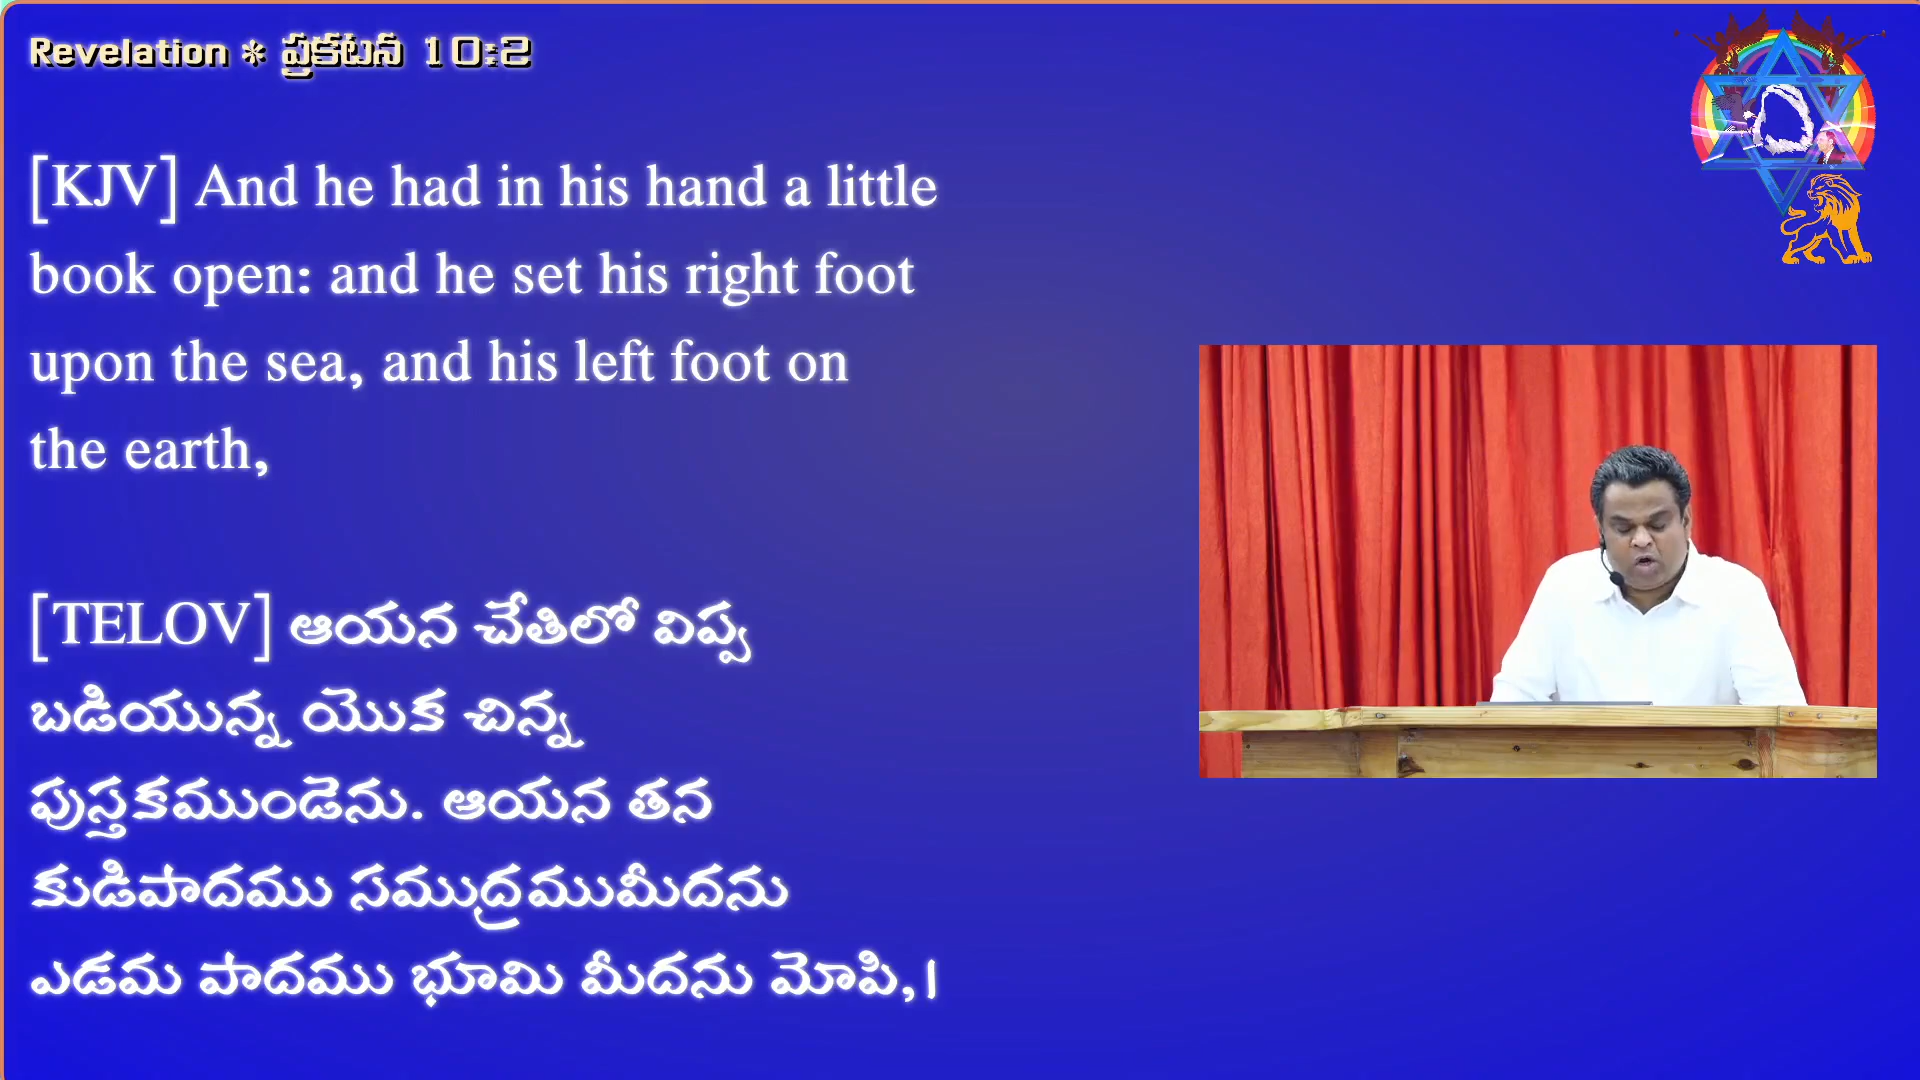 Revelation * ప్రకటన 10:2
[KJV] And he had in his hand a little
book open: and he set his right foot
upon the sea, and his left foot on
the earth,
[TELOV] ఆయన చేతిలో విప్ప
బడియున్న యొక చిన్న
పుస్తకముండెను. ఆయన తన
కుడిపాదము సముద్రముమీదను
ఎడమ పాదము భూమి మీదను మోపి,।